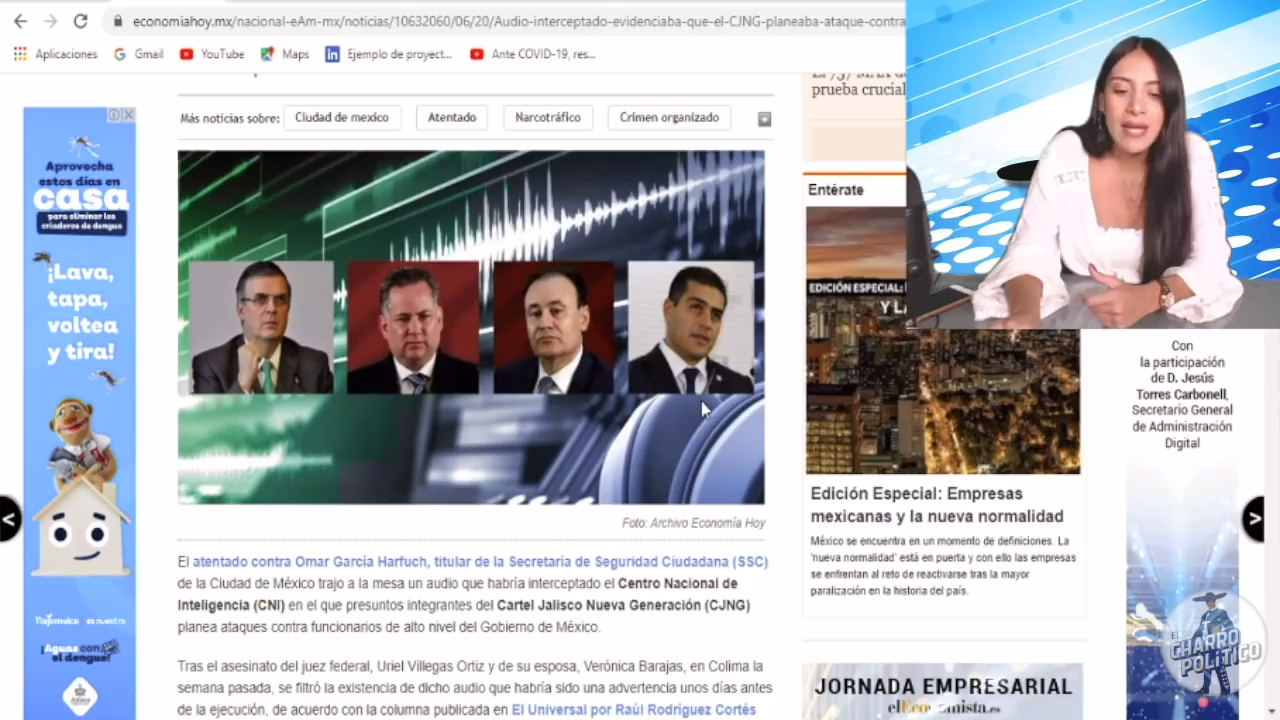 economiahoy.mx/nacional-eAm-mx/noticias/10632060/06/20/Audio-interceptado-evidenciaba-que-el-CJNG-planeaba-ataque-contra
Aplicaciones
Gmail
YouTube
Maps
Ejemplo de proyect...
Ante COVID-19, res...
Más noticias sobre:
Ciudad de mexico
Atentado
Narcotráfico
Crimen organizado
prueba crucial
Aprovecha
estos días en
casa
para eliminar los
criaderos de dengue
¡Lava,
tapa,
voltea
y tira!
¡Aguas con
el dengue!
Foto: Archivo Economía Hoy
El atentado contra Omar García Harfuch, titular de la Secretaría de Seguridad Ciudadana (SSC)
de la Ciudad de México trajo a la mesa un audio que habría interceptado el Centro Nacional de
Inteligencia (CNI) en el que presuntos integrantes del Cartel Jalisco Nueva Generación (CJNG)
planea ataques contra funcionarios de alto nivel del Gobierno de México.
Tras el asesinato del juez federal, Uriel Villegas Ortiz y de su esposa, Verónica Barajas, en Colima la
semana pasada, se filtró la existencia de dicho audio que habría sido una advertencia unos días antes
de la ejecución, de acuerdo con la columna publicada en El Universal por Raúl Rodríguez Cortés
Entérate
EDICIÓN ESPECIAL:
Y L
Edición Especial: Empresas
mexicanas y la nueva normalidad
México se encuentra en un momento de definiciones. La
'nueva normalidad' está en puerta y con ello las empresas
se enfrentan al reto de reactivarse tras la mayor
paralización en la historia del país.
JORNADA EMPRESARIAL
elEconomista.es
Con
la participación
de D. Jesús
Torres Carbonell,
Secretario General
de Administración
Digital
EL
CHARRO
POLÍTICO